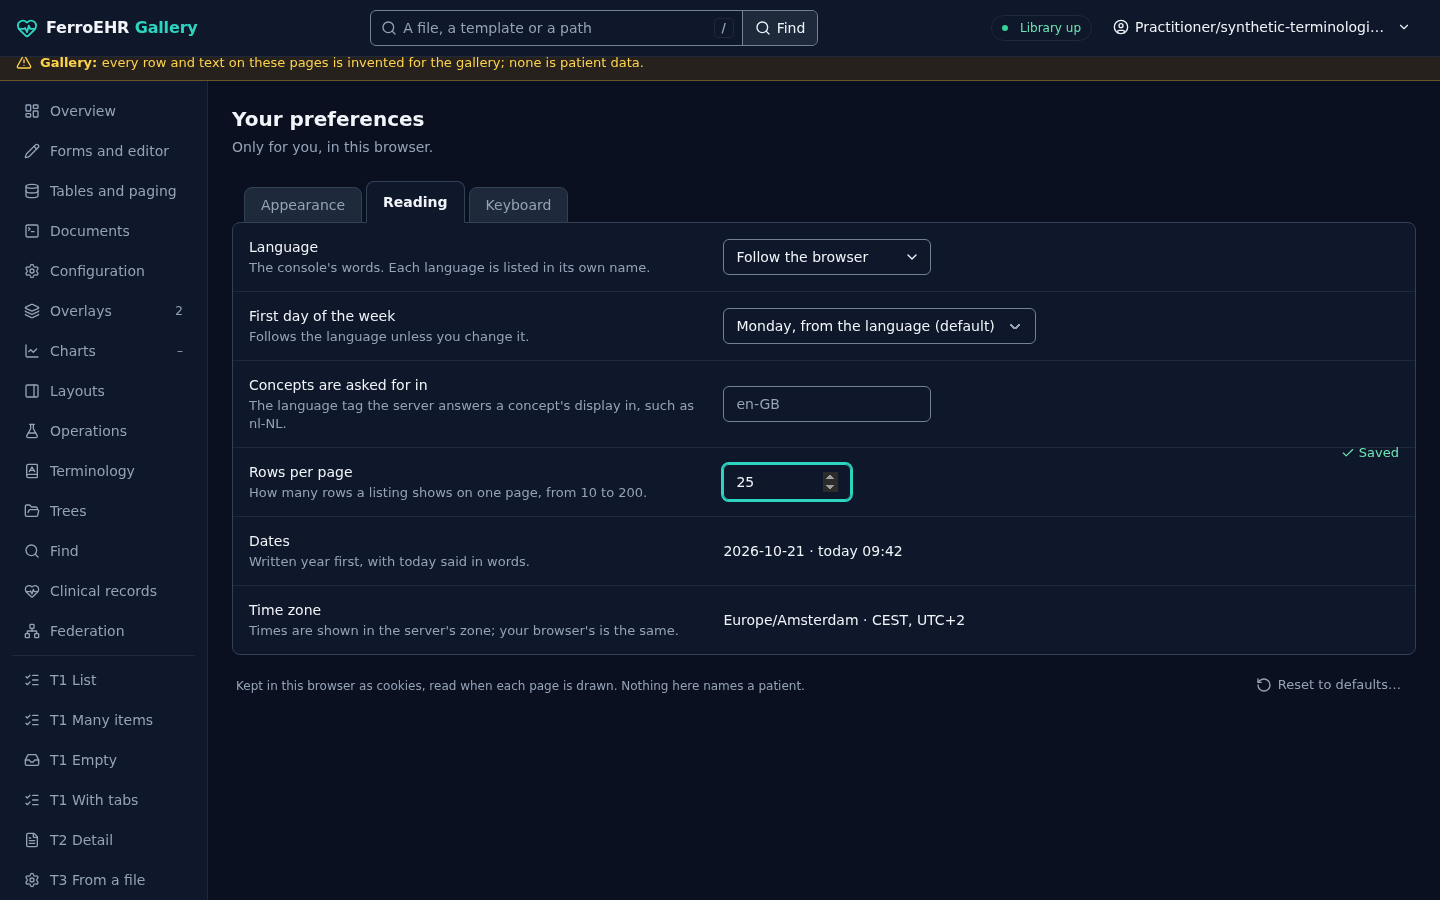 FerroEHR Gallery
A file, a template or a path
/
Find
Library up
Practitioner/synthetic-terminologi…
Gallery: every row and text on these pages is invented for the gallery; none is patient data.
Overview
Forms and editor
Tables and paging
Documents
Configuration
Overlays 2
Charts –
Layouts
Operations
Terminology
Trees
Find
Clinical records
Federation
T1 List
T1 Many items
T1 Empty
T1 With tabs
T2 Detail
T3 From a file
Your preferences
Only for you, in this browser.
Appearance
Reading
Keyboard
Language
The console's words. Each language is listed in its own name.
Follow the browser
First day of the week
Follows the language unless you change it.
Monday, from the language (default)
Concepts are asked for in
The language tag the server answers a concept's display in, such as
nl-NL.
en-GB
Saved
Rows per page
How many rows a listing shows on one page, from 10 to 200.
25
Dates
Written year first, with today said in words.
2026-10-21 · today 09:42
Time zone
Times are shown in the server's zone; your browser's is the same.
Europe/Amsterdam · CEST, UTC+2
Kept in this browser as cookies, read when each page is drawn. Nothing here names a patient.
Reset to defaults…